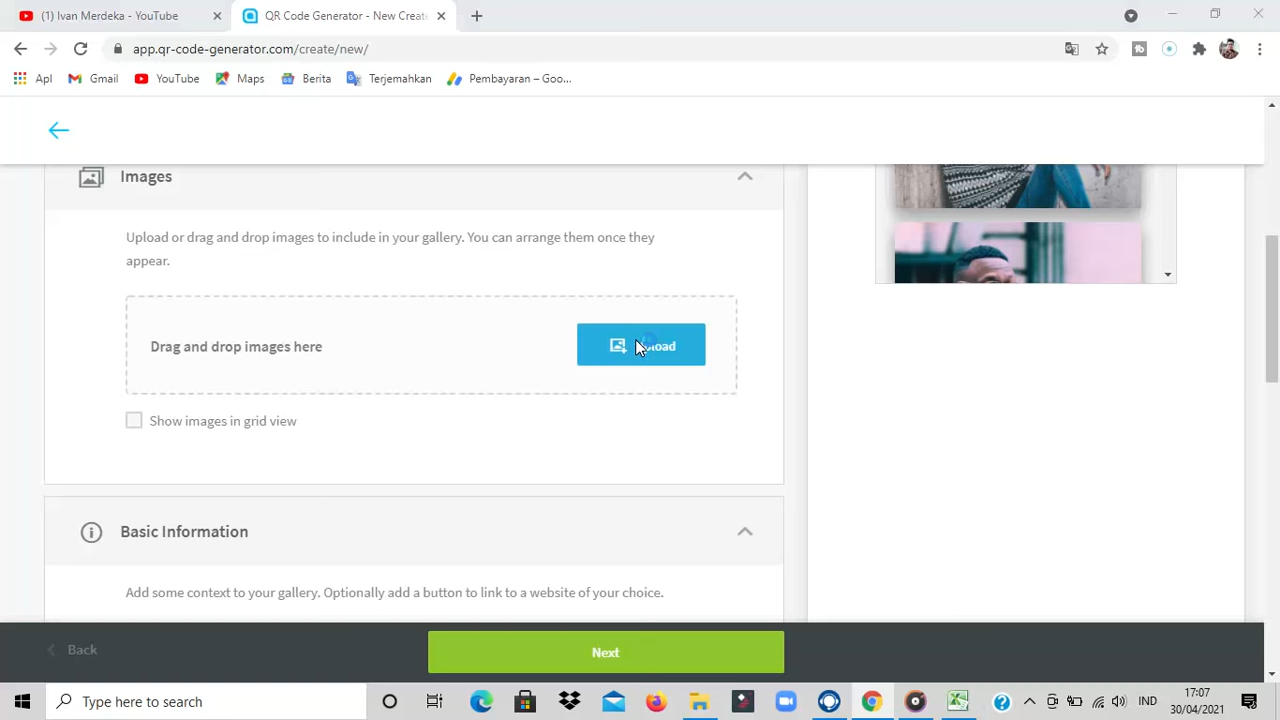 (1) Ivan Merdeka - YouTube
QR Code Generator - New Create
app.qr-code-generator.com/create/new/
Apl Gmail YouTube Maps Berita Terjemahkan Pembayaran – Goo...
Images
Upload or drag and drop images to include in your gallery. You can arrange them once they
appear.
Drag and drop images here
Show images in grid view
Basic Information
Add some context to your gallery. Optionally add a button to link to a website of your choice.
Back
Next
Type here to search
IND
17:07
30/04/2021